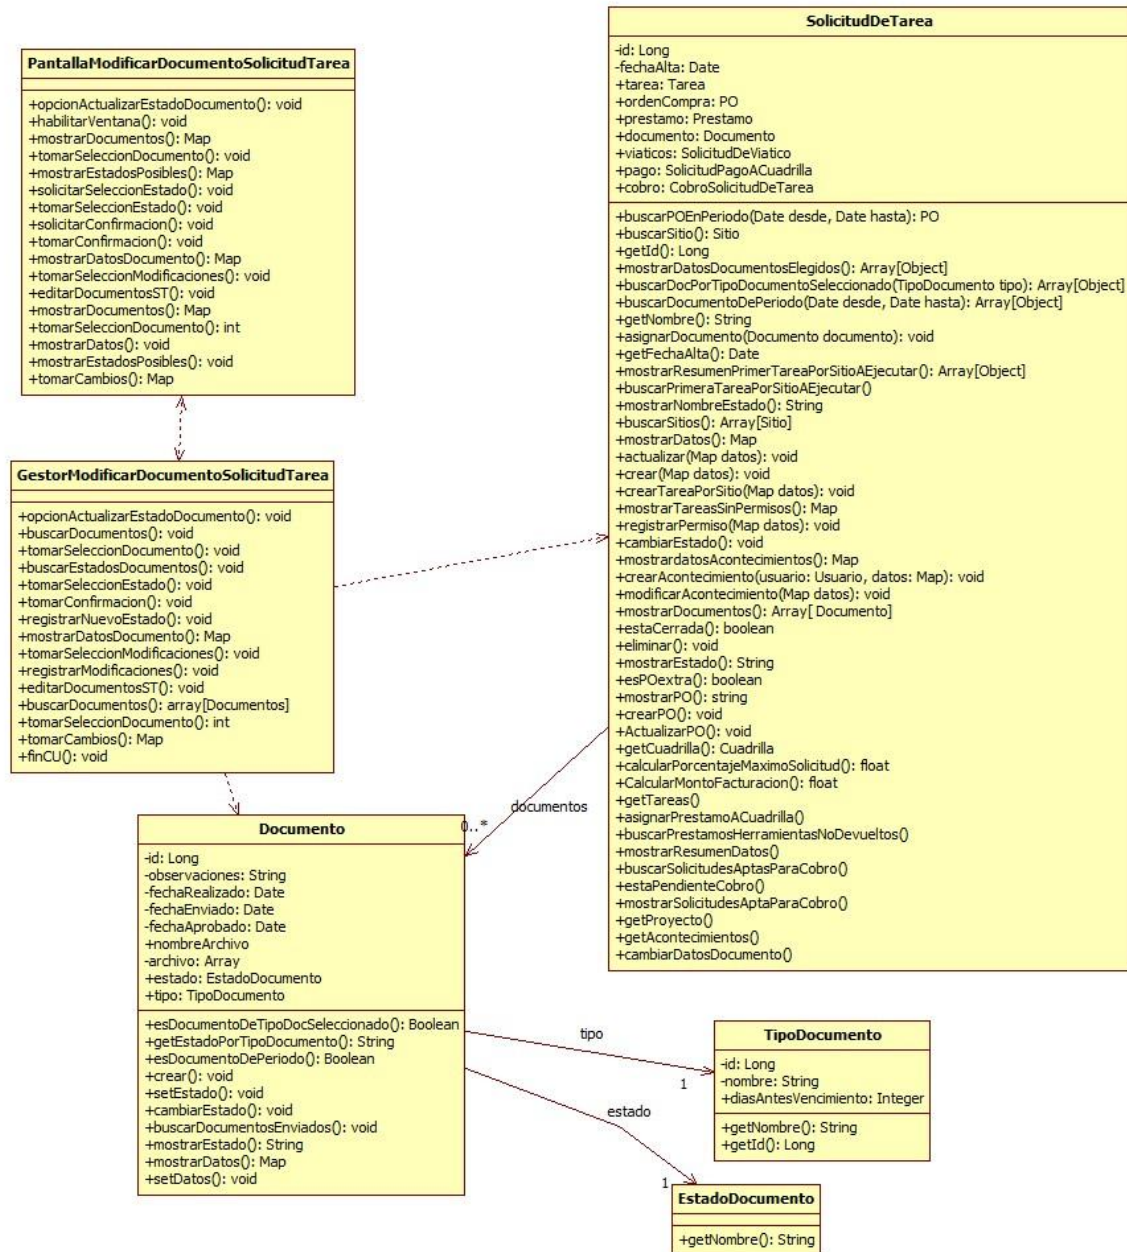 PantallaModificarDocumentoSolicitudTarea
+opcionActualizarEstadoDocumento(): void
+habilitarVentana(): void
+mostrarDocumentos(): Map
+tomarSeleccionDocumento(): void
+mostrarEstadosPosibles(): Map
+solicitarSeleccionEstado(): void
+tomarSeleccionEstado(): void
+solicitarConfirmacion(): void
+tomarConfirmacion(): void
+mostrarDatosDocumento(): Map
+tomarSeleccionModificaciones(): void
+editarDocumentosST(): void
+mostrarDocumentos(): Map
+tomarSeleccionDocumento(): int
+mostrarDatos(): void
+mostrarEstadosPosibles(): void
+tomarCambios(): Map
GestorModificarDocumentoSolicitudTarea
+opcionActualizarEstadoDocumento(): void
+buscarDocumentos(): void
+tomarSeleccionDocumento(): void
+buscarEstadosDocumentos(): void
+tomarSeleccionEstado(): void
+tomarConfirmacion(): void
+registrarNuevoEstado(): void
+mostrarDatosDocumento(): Map
+tomarSeleccionModificaciones(): void
+registrarModificaciones(): void
+editarDocumentosST(): void
+buscarDocumentos(): array[Documentos]
+tomarSeleccionDocumento(): int
+tomarCambios(): Map
+finCU(): void
SolicitudDeTarea
-id: Long
-fechaAlta: Date
+tarea: Tarea
+ordenCompra: PO
+prestamo: Prestamo
+documento: Documento
+viaticos: SolicitudDeViatico
+pago: SolicitudPagoACuadrilla
+cobro: CobroSolicitudDeTarea
+buscarPOEnPeriodo(Date desde, Date hasta): PO
+buscarSitio(): Sitio
+getId(): Long
+mostrarDatosDocumentosElegidos(): Array[Object]
+buscarDocPorTipoDocumentoSeleccionado(TipoDocumento tipo): Array[Object]
+buscarDocumentoDePeriodo(Date desde, Date hasta): Array[Object]
+getNombre(): String
+asignarDocumento(Documento documento): void
+getFechaAlta(): Date
+mostrarResumenPrimerTareaPorSitioAEjecutar(): Array[Object]
+buscarPrimeraTareaPorSitioAEjecutar()
+mostrarNombreEstado(): String
+buscarSitios(): Array[Sitio]
+mostrarDatos(): Map
+actualizar(Map datos): void
+crear(Map datos): void
+crearTareaPorSitio(Map datos): void
+mostrarTareasSinPermisos(): Map
+registrarPermiso(Map datos): void
+cambiarEstado(): void
+mostrardatosAcontecimientos(): Map
+crearAcontecimiento(usuario: Usuario, datos: Map): void
+modificarAcontecimiento(Map datos): void
+mostrarDocumentos(): Array[ Documento]
+estaCerrada(): boolean
+eliminar(): void
+mostrarEstado(): String
+esPOextra(): boolean
+mostrarPO(): string
+crearPO(): void
+ActualizarPO(): void
+getCuadrilla(): Cuadrilla
+calcularPorcentajeMaximoSolicitud(): float
+CalcularMontoFacturacion(): float
+getTareas()
+asignarPrestamoACuadrilla()
+buscarPrestamosHerramientasNoDevueltos()
+mostrarResumenDatos()
+buscarSolicitudesAptasParaCobro()
+estaPendienteCobro()
+mostrarSolicitudesAptaParaCobro()
+getProyecto()
+getAcontecimientos()
+cambiarDatosDocumento()
documentos
0..*
Documento
-id: Long
-observaciones: String
-fechaRealizado: Date
-fechaEnviado: Date
-fechaAprobado: Date
+nombreArchivo
-archivo: Array
+estado: EstadoDocumento
+tipo: TipoDocumento
+esDocumentoDeTipoDocSeleccionado(): Boolean
+getEstadoPorTipoDocumento(): String
+esDocumentoDePeriodo(): Boolean
+crear(): void
+setEstado(): void
+cambiarEstado(): void
+buscarDocumentosEnviados(): void
+mostrarEstado(): String
+mostrarDatos(): Map
+setDatos(): void
tipo
1
TipoDocumento
-id: Long
-nombre: String
+diasAntesVencimiento: Integer
+getNombre(): String
+getId(): Long
estado
1
EstadoDocumento
+getNombre(): String